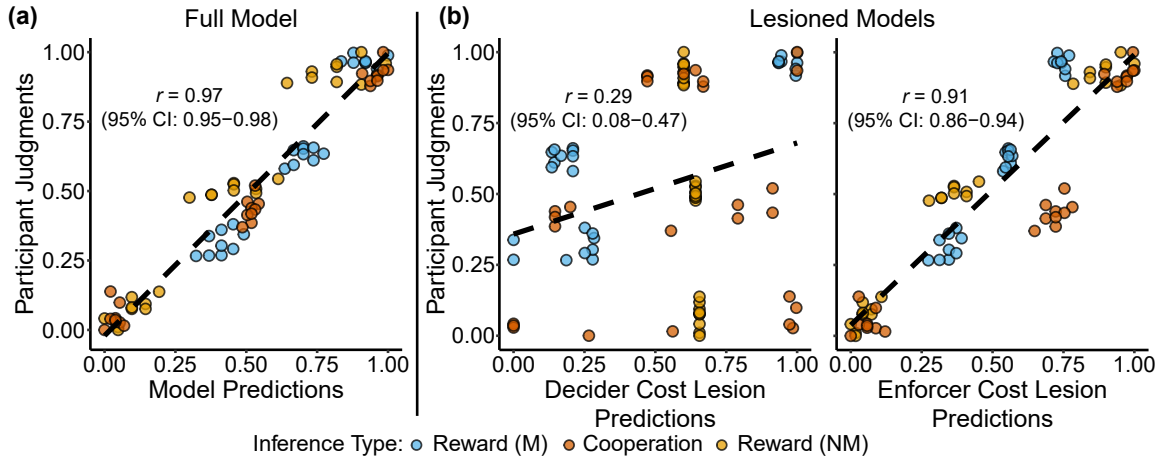 (a) Full Model
(b) Lesioned Models
Participant Judgments
1.00
0.75
0.50
0.25
0.00
r = 0.97
(95% CI: 0.95−0.98)
0.00 0.25 0.50 0.75 1.00
Model Predictions
Participant Judgments
1.00
0.75
0.50
0.25
0.00
r = 0.29
(95% CI: 0.08−0.47)
0.00 0.25 0.50 0.75 1.00
Decider Cost Lesion
Predictions
r = 0.91
(95% CI: 0.86−0.94)
0.00 0.25 0.50 0.75 1.00
Enforcer Cost Lesion
Predictions
Inference Type: Reward (M) Cooperation Reward (NM)